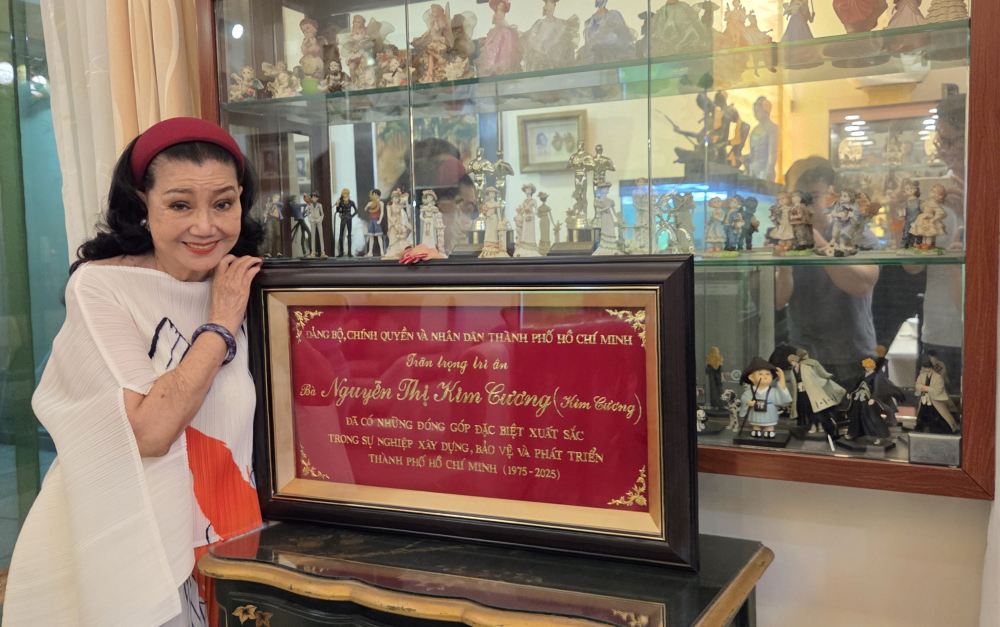 ĐẢNG BỘ, CHÍNH QUYỀN VÀ NHÂN DÂN THÀNH PHỐ HỒ CHÍ MINH
Trân trọng tri ân
Bà Nguyễn Thị Kim Cương (Kim Cương)
ĐÃ CÓ NHỮNG ĐÓNG GÓP ĐẶC BIỆT XUẤT SẮC
TRONG SỰ NGHIỆP XÂY DỰNG, BẢO VỆ VÀ PHÁT TRIỂN
THÀNH PHỐ HỒ CHÍ MINH (1975-2025)